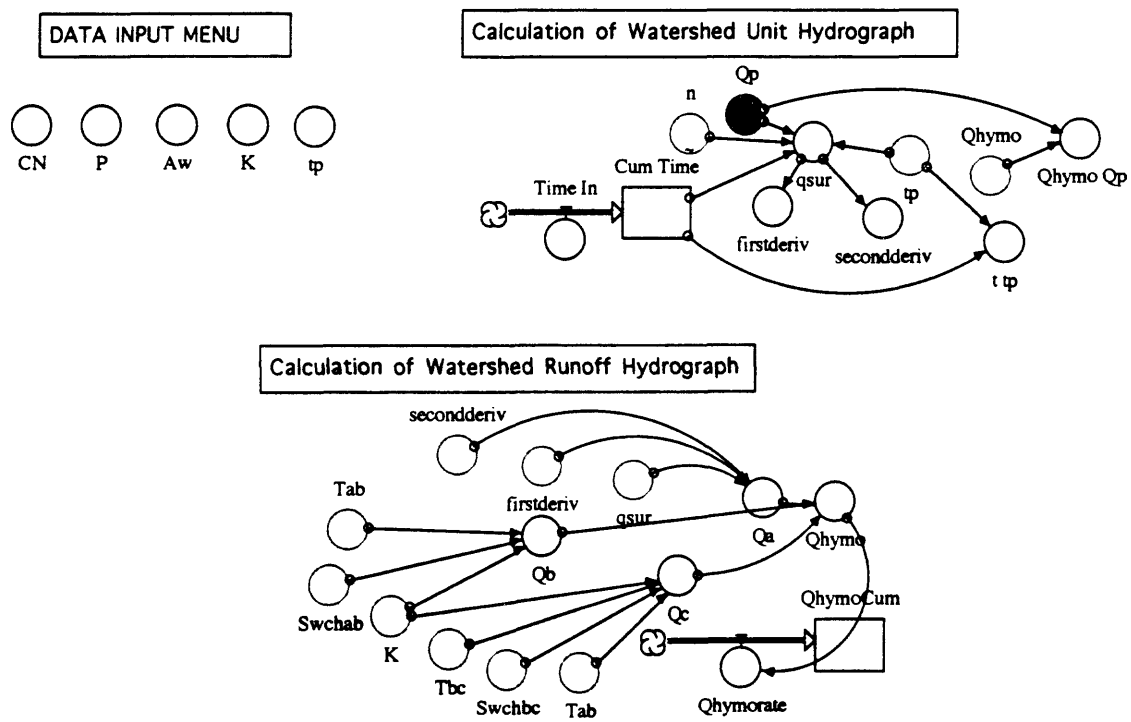 DATA INPUT MENU
CN
P
Aw
K
tp
Calculation of Watershed Unit Hydrograph
Qp
n
Qhymo
Cum Time
qsur
tp
Qhymo Qp
Time In
firstderiv
secondderiv
t tp
Calculation of Watershed Runoff Hydrograph
secondderiv
firstderiv
qsur
Tab
Qa
Qhymo
Qb
Swchab
Qc
QhymoCum
K
Tbc
Swchbc
Tab
Qhymorate